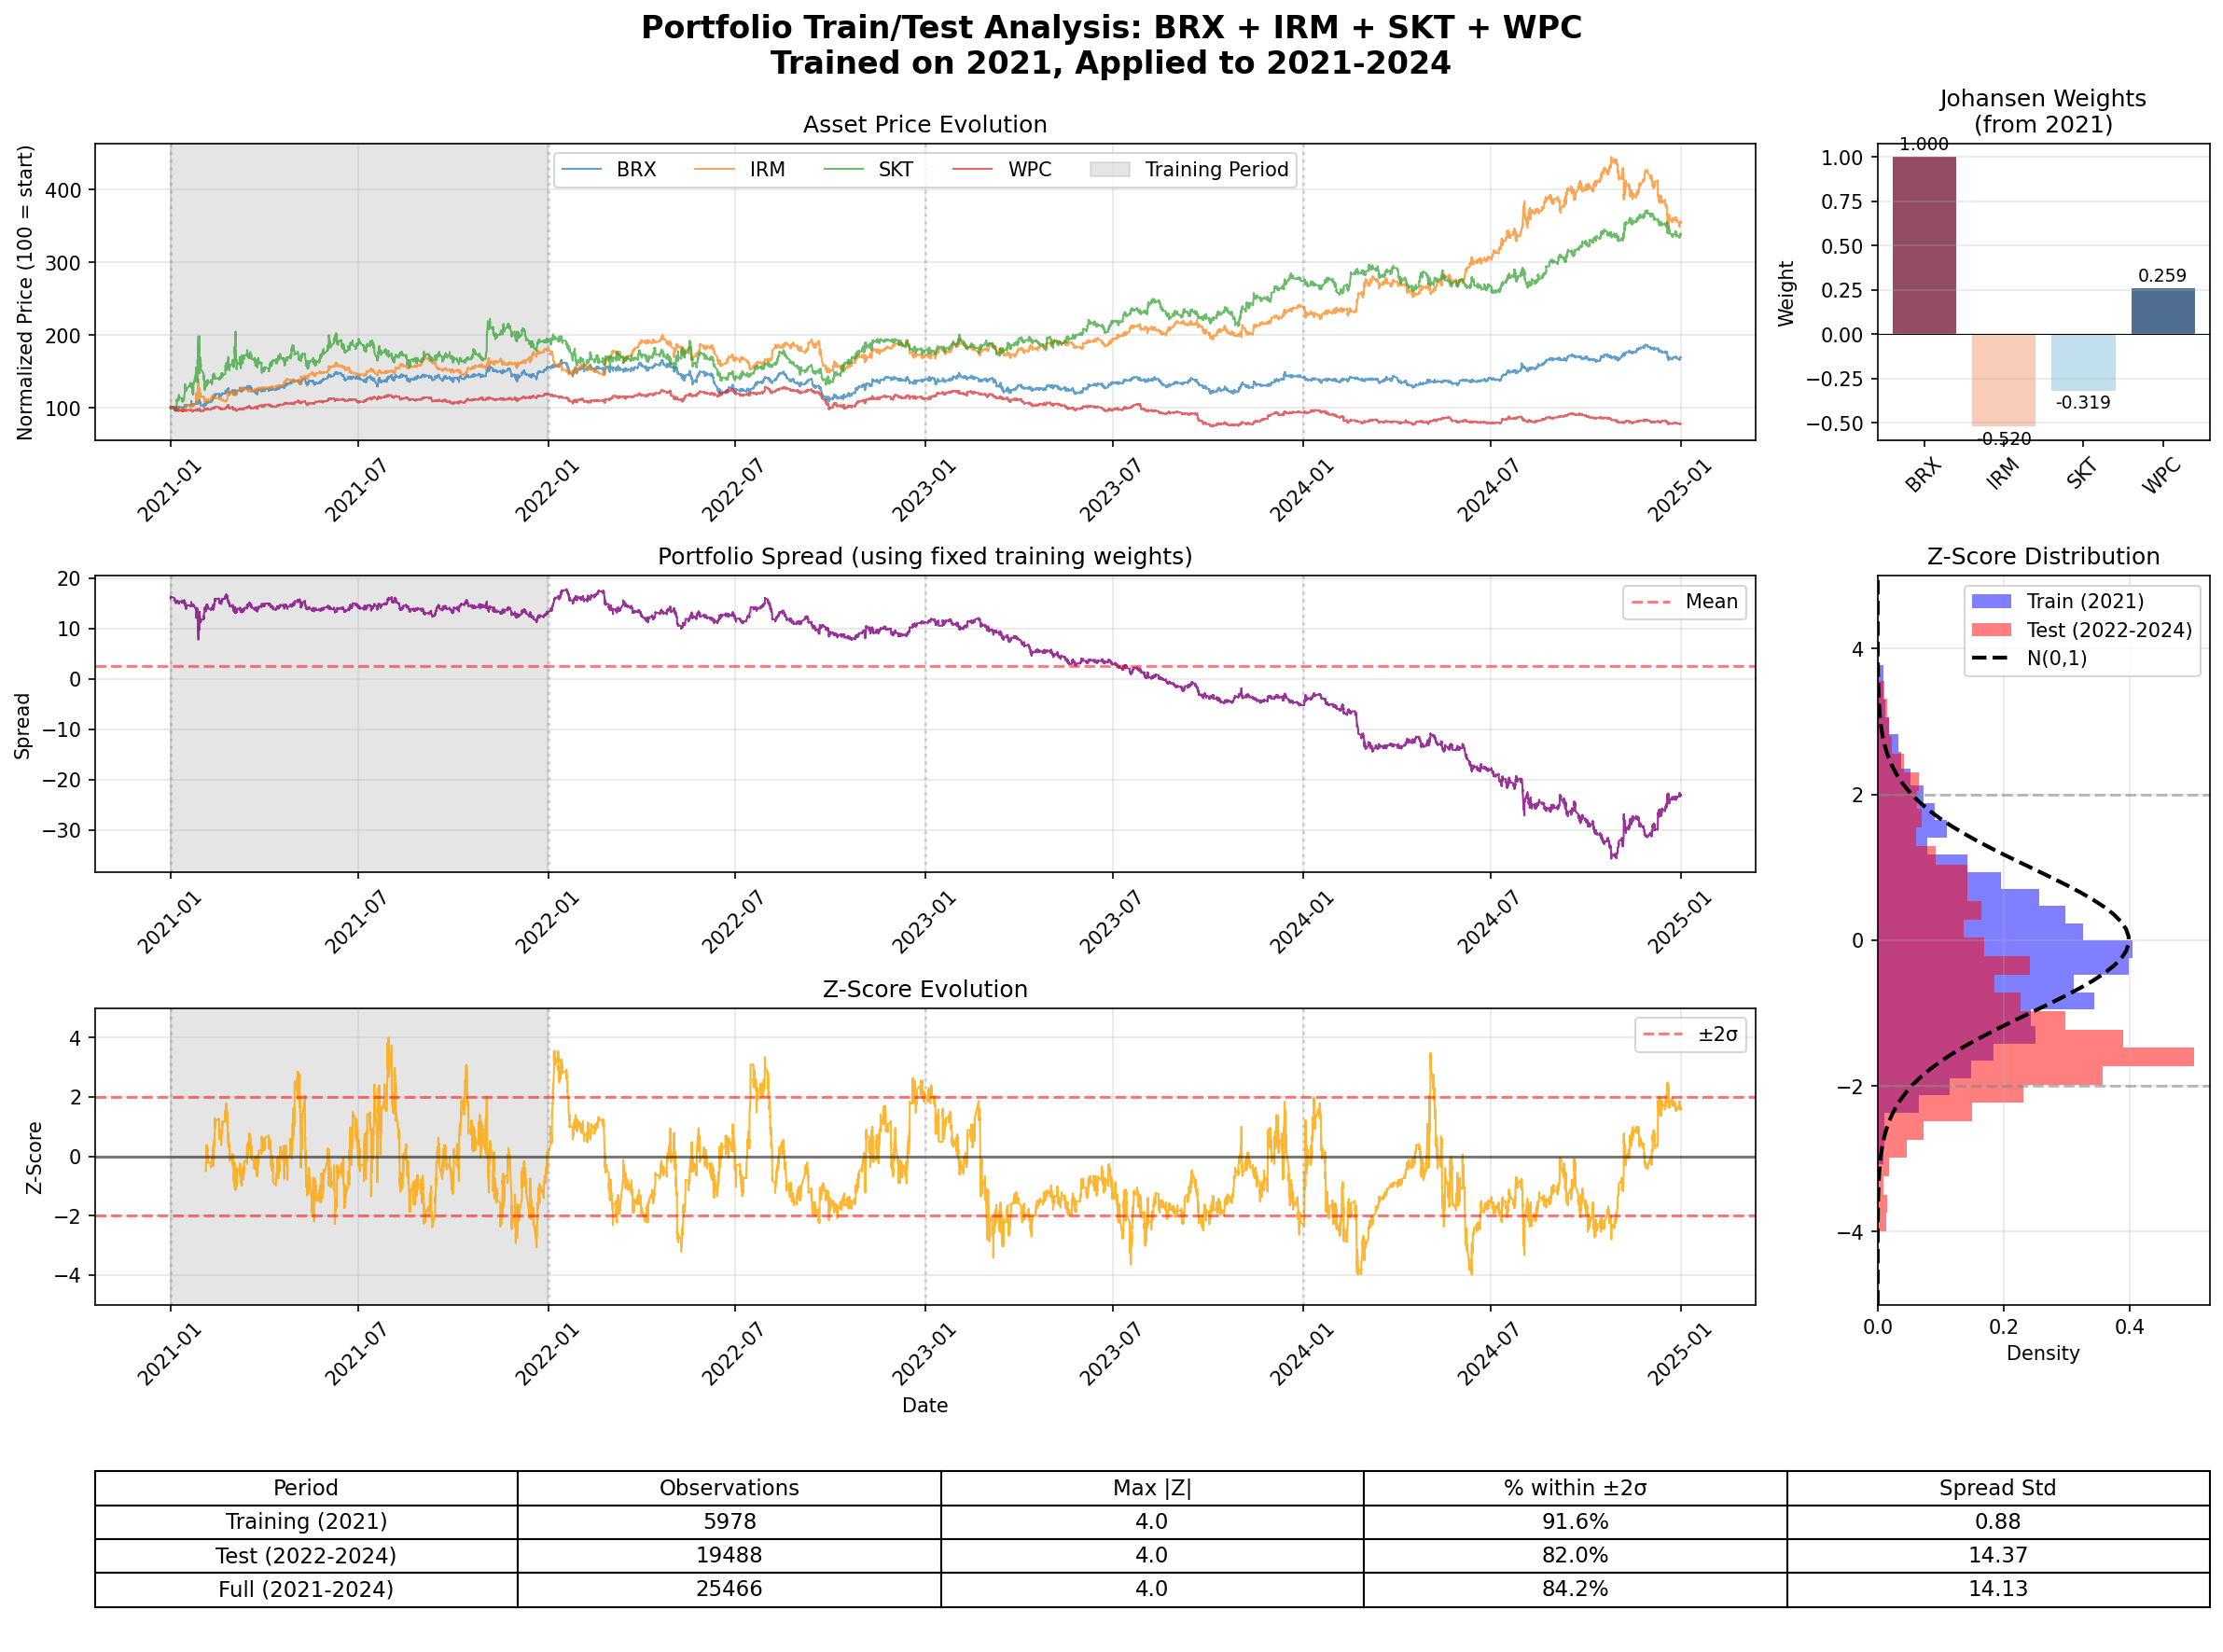 Portfolio Train/Test Analysis: BRX + IRM + SKT + WPC
Trained on 2021, Applied to 2021-2024
Asset Price Evolution
Normalized Price (100 = start)
400
300
200
100
BRX
IRM
SKT
WPC
Training Period
2021-01
2021-07
2022-01
2022-07
2023-01
2023-07
2024-01
2024-07
2025-01
Johansen Weights
(from 2021)
Weight
1.00
0.75
0.50
0.25
0.00
−0.25
−0.50
1.000
-0.520
-0.319
0.259
BRX
IRM
SKT
WPC
Portfolio Spread (using fixed training weights)
Spread
20
10
0
−10
−20
−30
Mean
2021-01
2021-07
2022-01
2022-07
2023-01
2023-07
2024-01
2024-07
2025-01
Z-Score Distribution
Train (2021)
Test (2022-2024)
N(0,1)
4
2
0
−2
−4
0.0
0.2
0.4
Density
Z-Score Evolution
Z-Score
4
2
0
−2
−4
±2σ
2021-01
2021-07
2022-01
2022-07
2023-01
2023-07
2024-01
2024-07
2025-01
Date
Period Observations Max |Z| % within ±2σ Spread Std
Training (2021) 5978 4.0 91.6% 0.88
Test (2022-2024) 19488 4.0 82.0% 14.37
Full (2021-2024) 25466 4.0 84.2% 14.13